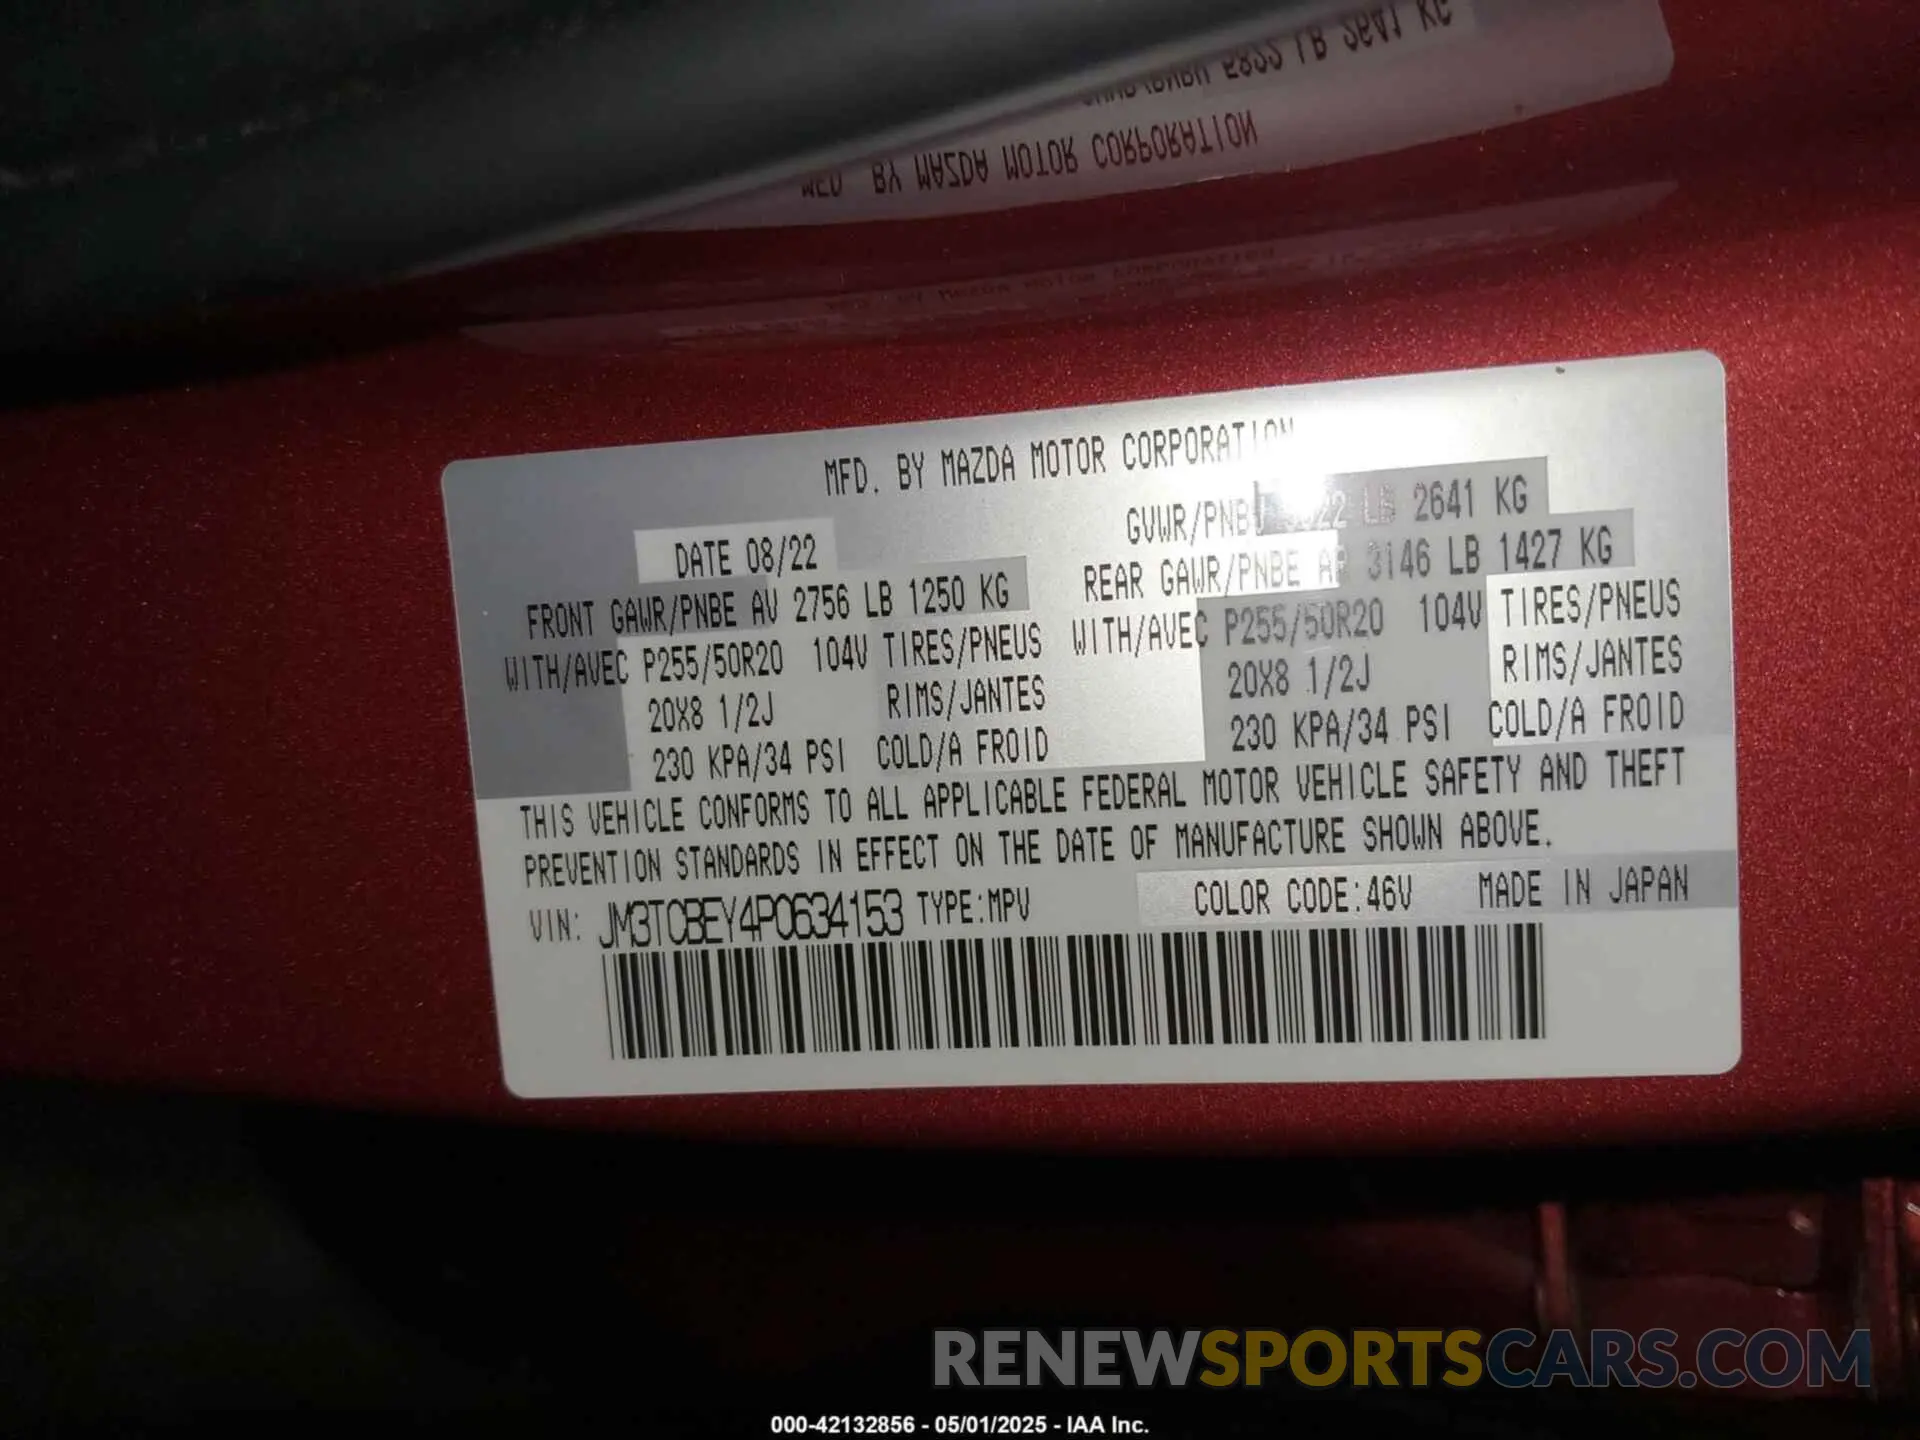 MFD. BY MAZDA MOTOR CORPORATION
DATE 08/22 GVWR/PNBV 5822 LB 2641 KG
FRONT GAWR/PNBE AV 2756 LB 1250 KG REAR GAWR/PNBE AR 3146 LB 1427 KG
WITH/AVEC P255/50R20 104V TIRES/PNEUS WITH/AVEC P255/50R20 104V TIRES/PNEUS
20X8 1/2J RIMS/JANTES 20X8 1/2J RIMS/JANTES
230 KPA/34 PSI COLD/A FROID 230 KPA/34 PSI COLD/A FROID
THIS VEHICLE CONFORMS TO ALL APPLICABLE FEDERAL MOTOR VEHICLE SAFETY AND THEFT
PREVENTION STANDARDS IN EFFECT ON THE DATE OF MANUFACTURE SHOWN ABOVE.
VIN: JM3TCBEY4P0634153 TYPE:MPV COLOR CODE:46V MADE IN JAPAN
RENEWSPORTSCARS.COM
000-42132856 - 05/01/2025 - IAA Inc.